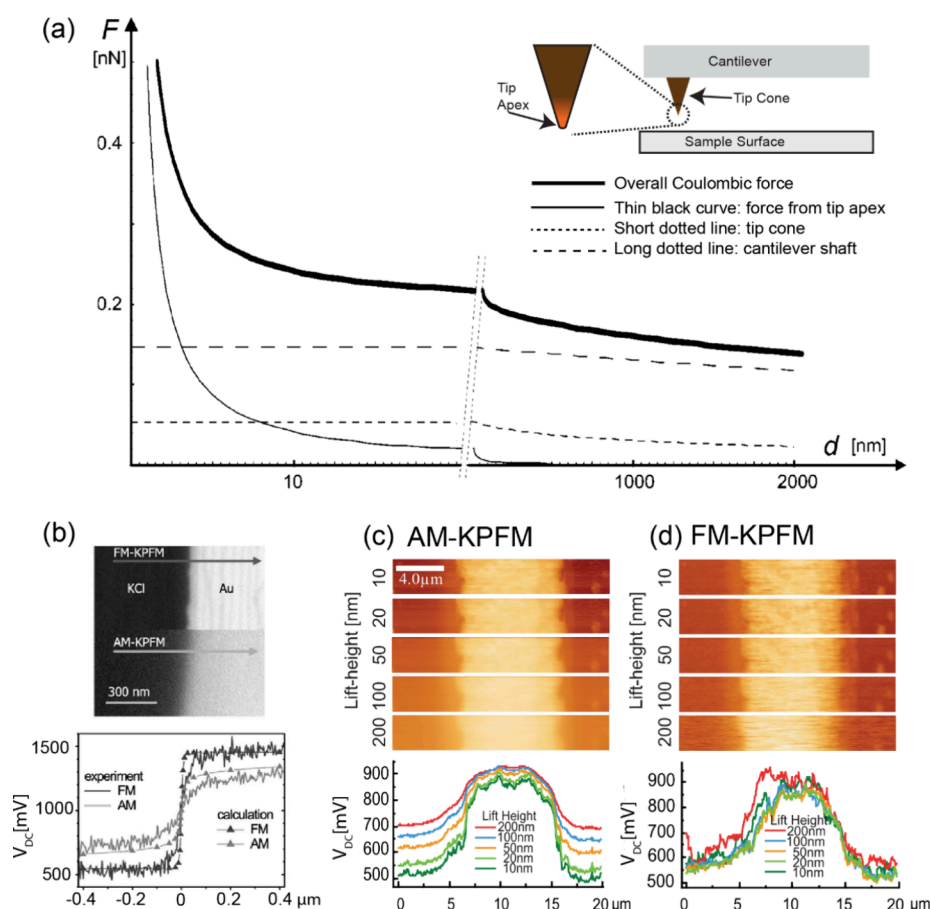 (a)
F
[nN]
0.4
0.2
Cantilever
Tip
Apex
Tip Cone
Sample Surface
Overall Coulombic force
Thin black curve: force from tip apex
Short dotted line: tip cone
Long dotted line: cantilever shaft
d [nm]
10
1000
2000
(b)
FM-KPFM
KCl
Au
AM-KPFM
300 nm
1500
1000
500
V_DC[mV]
experiment
FM
AM
calculation
FM
AM
-0.4
-0.2
0
0.2
0.4 μm
(c) AM-KPFM
4.0μm
Lift-height [nm]
10
20
50
100
200
900
800
700
600
500
V_DC[mV]
Lift Height
200nm
100nm
50nm
20nm
10nm
0
5
10
15
20 μm
(d) FM-KPFM
Lift-height [nm]
10
20
50
100
200
900
800
700
600
500
V_DC[mV]
Lift Height
200nm
100nm
50nm
20nm
10nm
0
5
10
15
20 μm